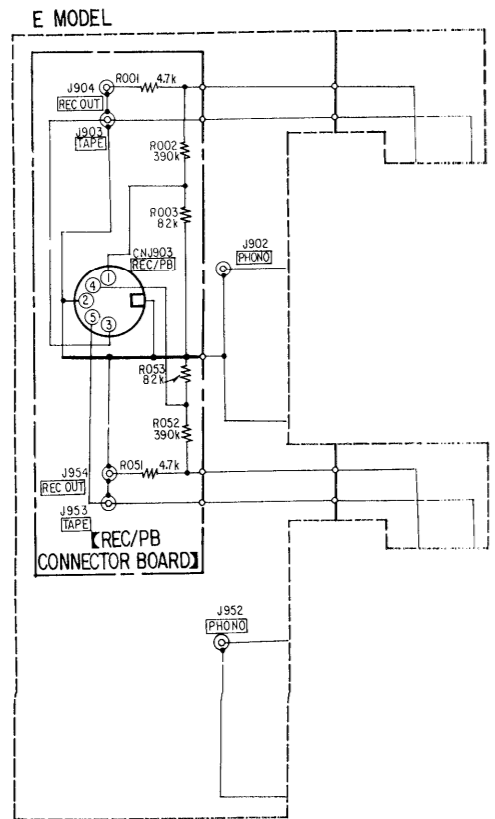 E MODEL
J904
R001 4.7k
REC OUT
J903
TAPE
R002
390k
R003
82k
CNJ903
REC/PB
J902
PHONO
1
4
2
5
3
R053
82k
R052
390k
J954
R051 4.7k
REC OUT
J953
TAPE
【REC/PB
CONNECTOR BOARD】
J952
PHONO